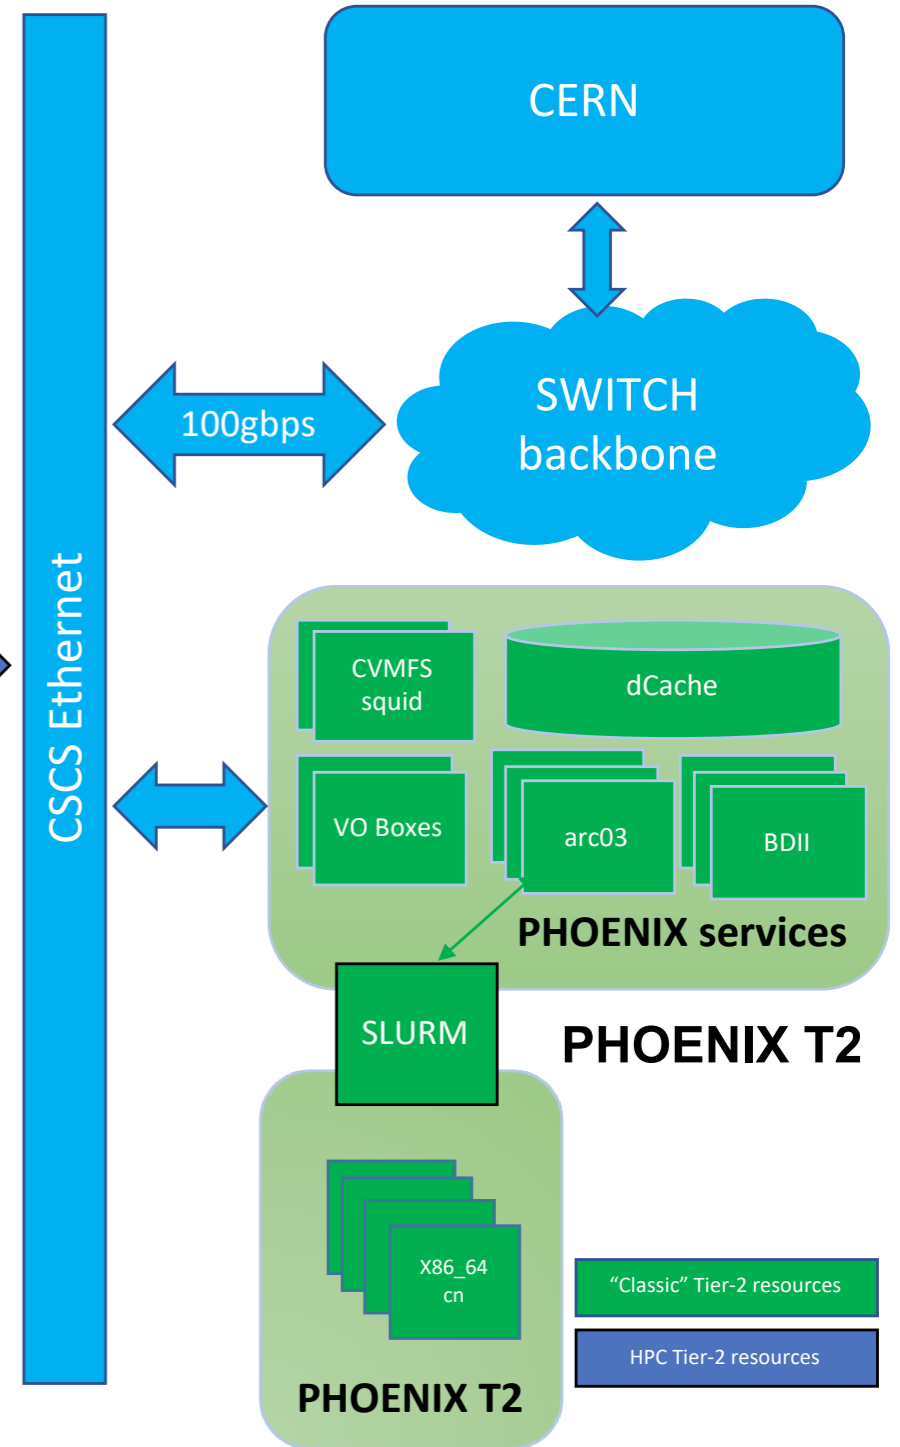 CERN
SWITCH
backbone
100gbps
CSCS Ethernet
CVMFS
squid
dCache
VO Boxes
arc03
BDII
PHOENIX services
SLURM
PHOENIX T2
X86_64
cn
“Classic” Tier-2 resources
HPC Tier-2 resources
PHOENIX T2